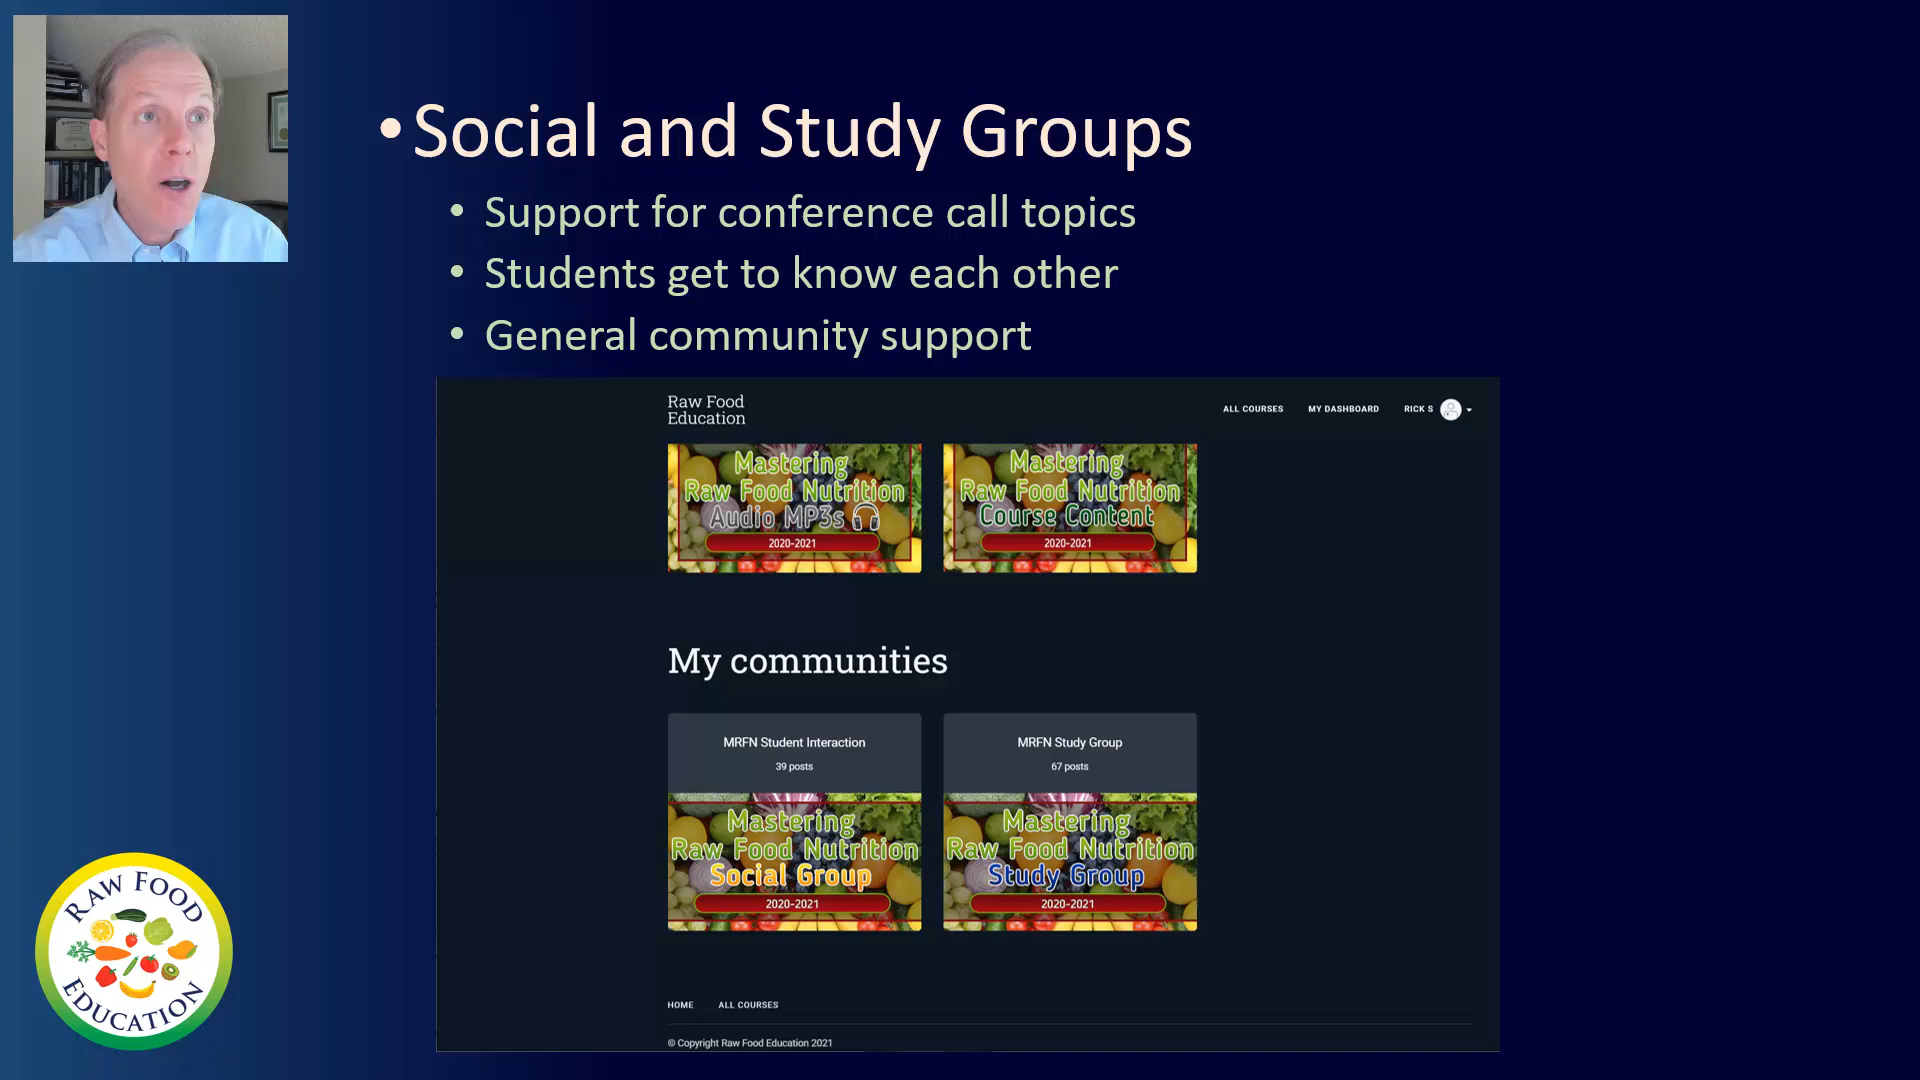 • Social and Study Groups
• Support for conference call topics
• Students get to know each other
• General community support
Raw Food
Education
ALL COURSES MY DASHBOARD RICK S
Mastering
Raw Food Nutrition
Audio MP3s
2020-2021
Mastering
Raw Food Nutrition
Course Content
2020-2021
My communities
MRFN Student Interaction
39 posts
Mastering
Raw Food Nutrition
Social Group
2020-2021
MRFN Study Group
67 posts
Mastering
Raw Food Nutrition
Study Group
2020-2021
HOME ALL COURSES
© Copyright Raw Food Education 2021
RAW FOOD
EDUCATION